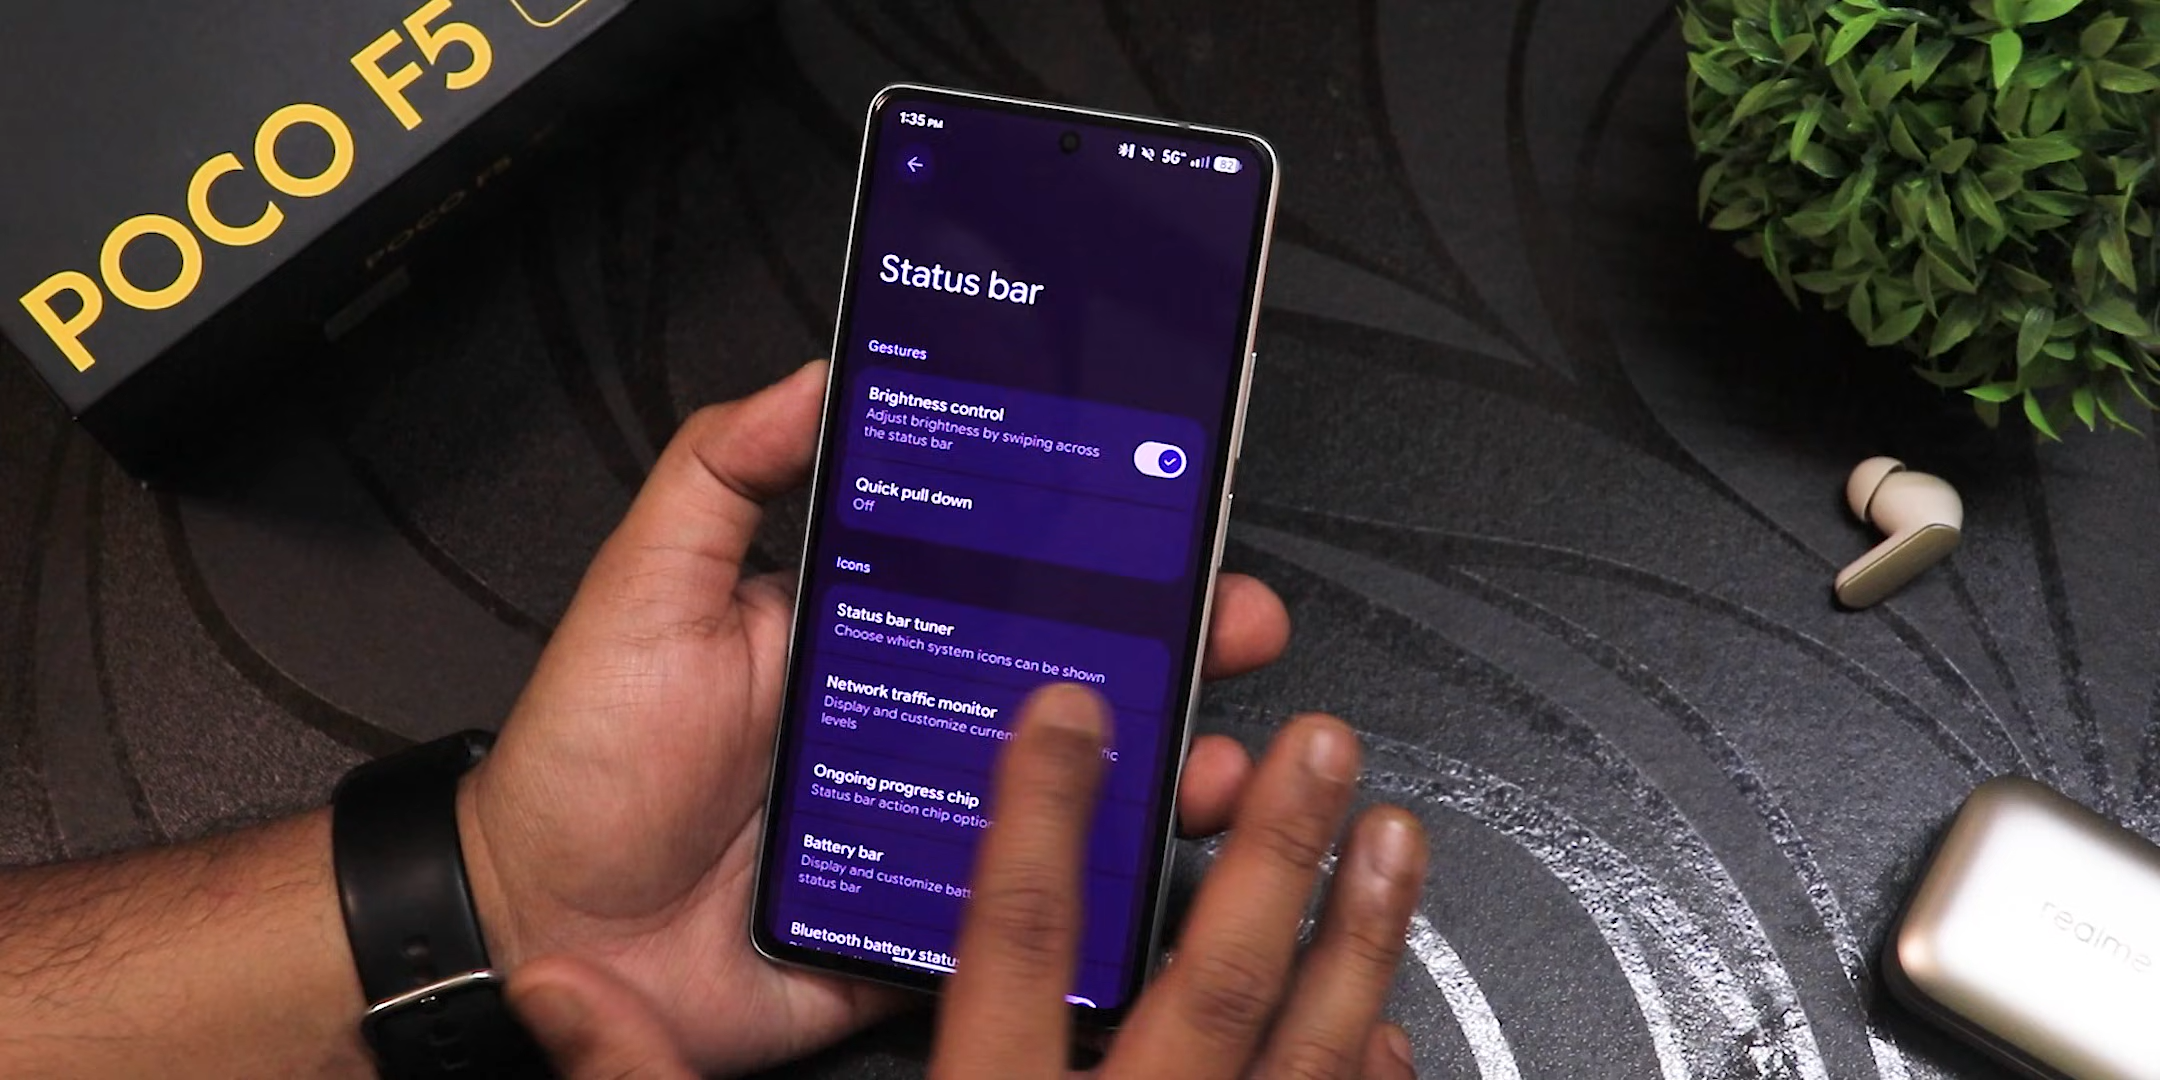 POCO F5
1:35 PM
5G
82
Status bar
Gestures
Brightness control
Adjust brightness by swiping across
the status bar
Quick pull down
Off
Icons
Status bar tuner
Choose which system icons can be shown
Network traffic monitor
Display and customize
levels
Ongoing progress chip
Status bar action chip
Battery bar
Display and customize
status bar
Bluetooth battery
realme